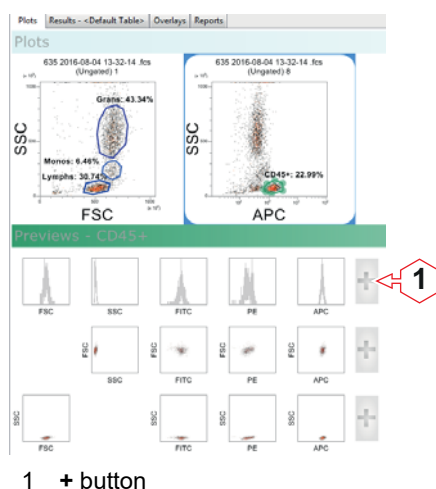 Plots Results - <Default Table> Overlays Reports
Plots
635 2016-08-04 13-32-14 .fcs
(Ungated) 1
Grans: 43.34%
Monos: 6.46%
Lymphs: 30.74%
SSC
FSC
635 2016-08-04 13-32-14 .fcs
(Ungated) 8
CD45+: 22.99%
SSC
APC
Previews - CD45+
FSC SSC FITC PE APC
1
FSC FSC FSC FSC
SSC FITC PE APC
SSC SSC SSC SSC
FSC FITC PE APC
1 + button